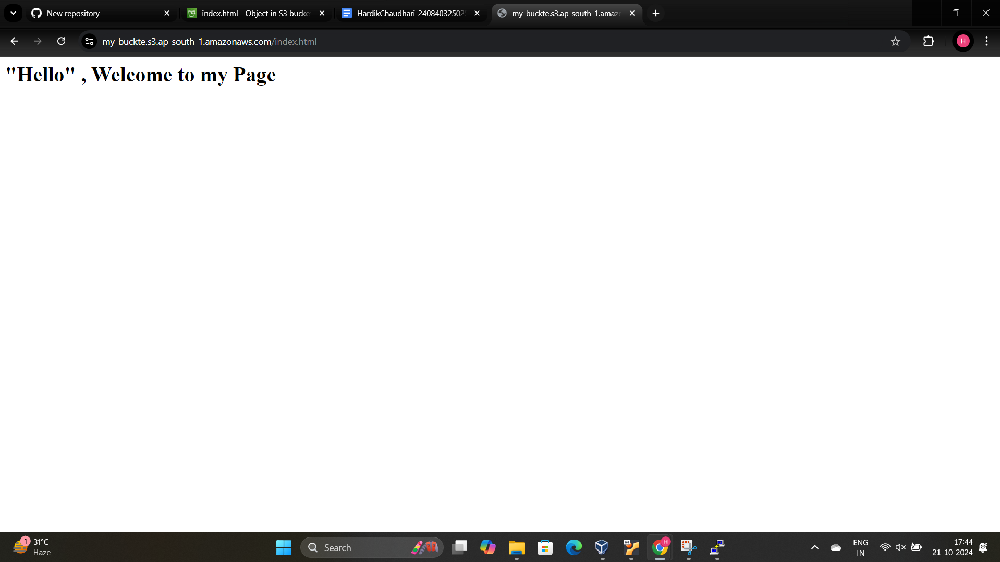 New repository
index.html - Object in S3 bucke
HardikChaudhari-24084032502
my-buckte.s3.ap-south-1.amaz
my-buckte.s3.ap-south-1.amazonaws.com/index.html
H
"Hello" , Welcome to my Page
1
31°C
Haze
Search
64
H
ENG
IN
17:44
21-10-2024